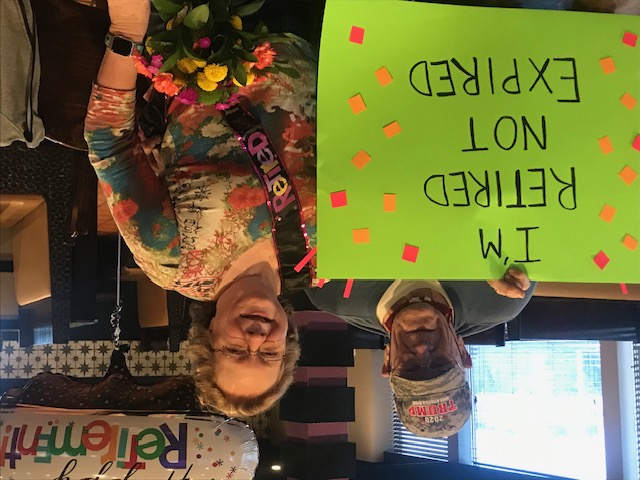 Retirement!
2020
TRUMP
I'M
RETIRED
NOT
EXPIRED
Retired